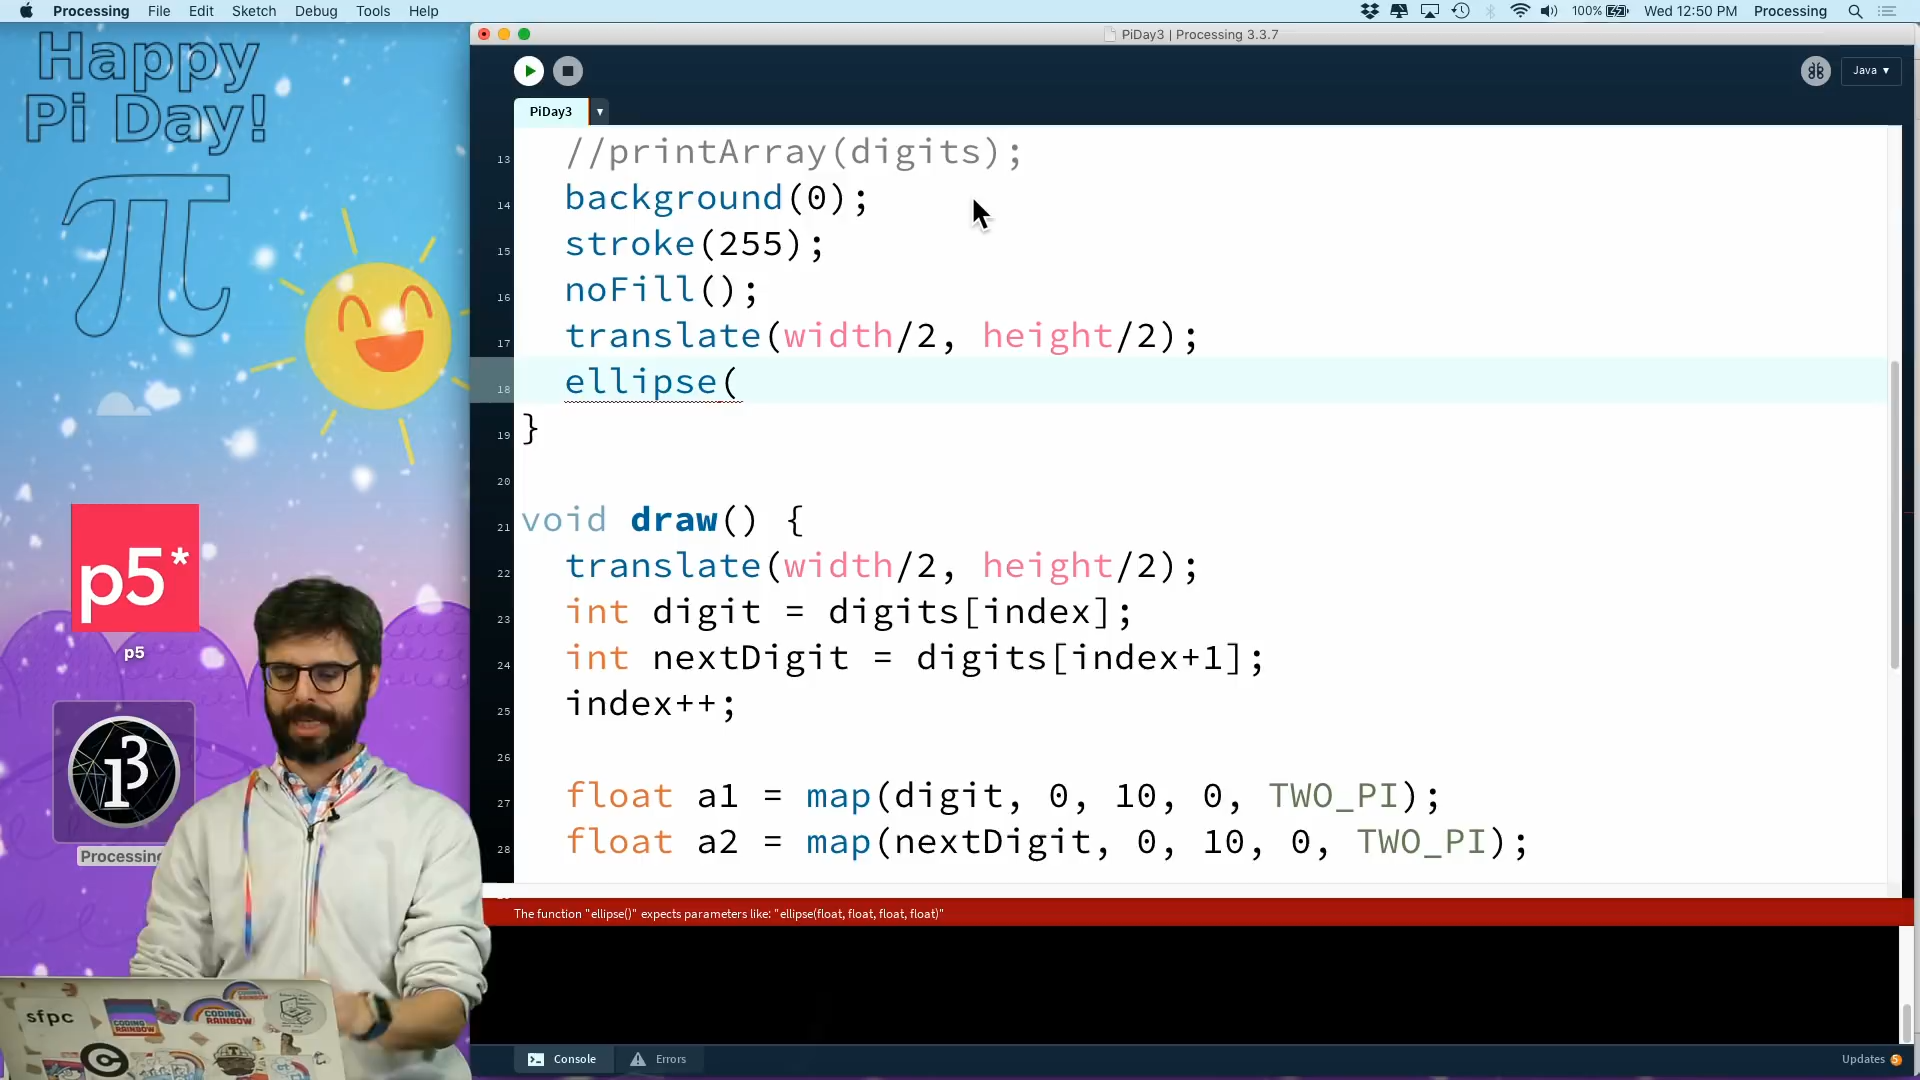 Processing File Edit Sketch Debug Tools Help 100% Wed 12:50 PM Processing
PiDay3 | Processing 3.3.7
Happy
Pi Day!
π
Java ▾
PiDay3 ▾
13 //printArray(digits);
14 background(0);
15 stroke(255);
16 noFill();
17 translate(width/2, height/2);
18 ellipse(
19 }
20
21 void draw() {
22 translate(width/2, height/2);
23 int digit = digits[index];
24 int nextDigit = digits[index+1];
25 index++;
26
27 float a1 = map(digit, 0, 10, 0, TWO_PI);
28 float a2 = map(nextDigit, 0, 10, 0, TWO_PI);
The function "ellipse()" expects parameters like: "ellipse(float, float, float, float)"
Console Errors
Updates 5
p5*
p5
Processing
sfpc
CODING
RAINBOW
CODING
RAINBOW